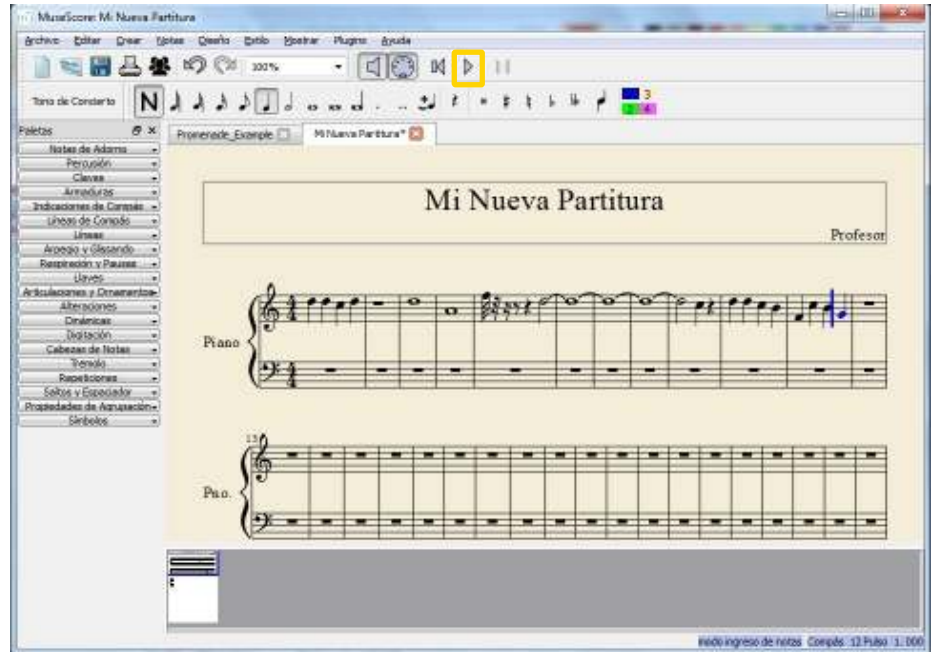 MuseScore: Mi Nueva Partitura
Archivo Editar Crear Notas Diseño Estilo Mostrar Plugins Ayuda
100%
Tono de Concierto N 3
2 4
Paletas Promenade_Example Mi Nueva Partitura*
Notas de Adorno
Percusión
Claves
Armaduras
Indicaciones de Compás
Líneas de Compás
Líneas
Arpegio y Glissando
Respiración y Pausas
Llaves
Articulaciones y Ornamentos
Alteraciones
Dinámicas
Digitación
Cabezas de Notas
Tremolo
Repeticiones
Saltos y Espaciador
Propiedades de Agrupación
Símbolos
Mi Nueva Partitura
Profesor
Piano
13
Pno.
modo ingreso de notas Compás 12 Pulso 1. 000